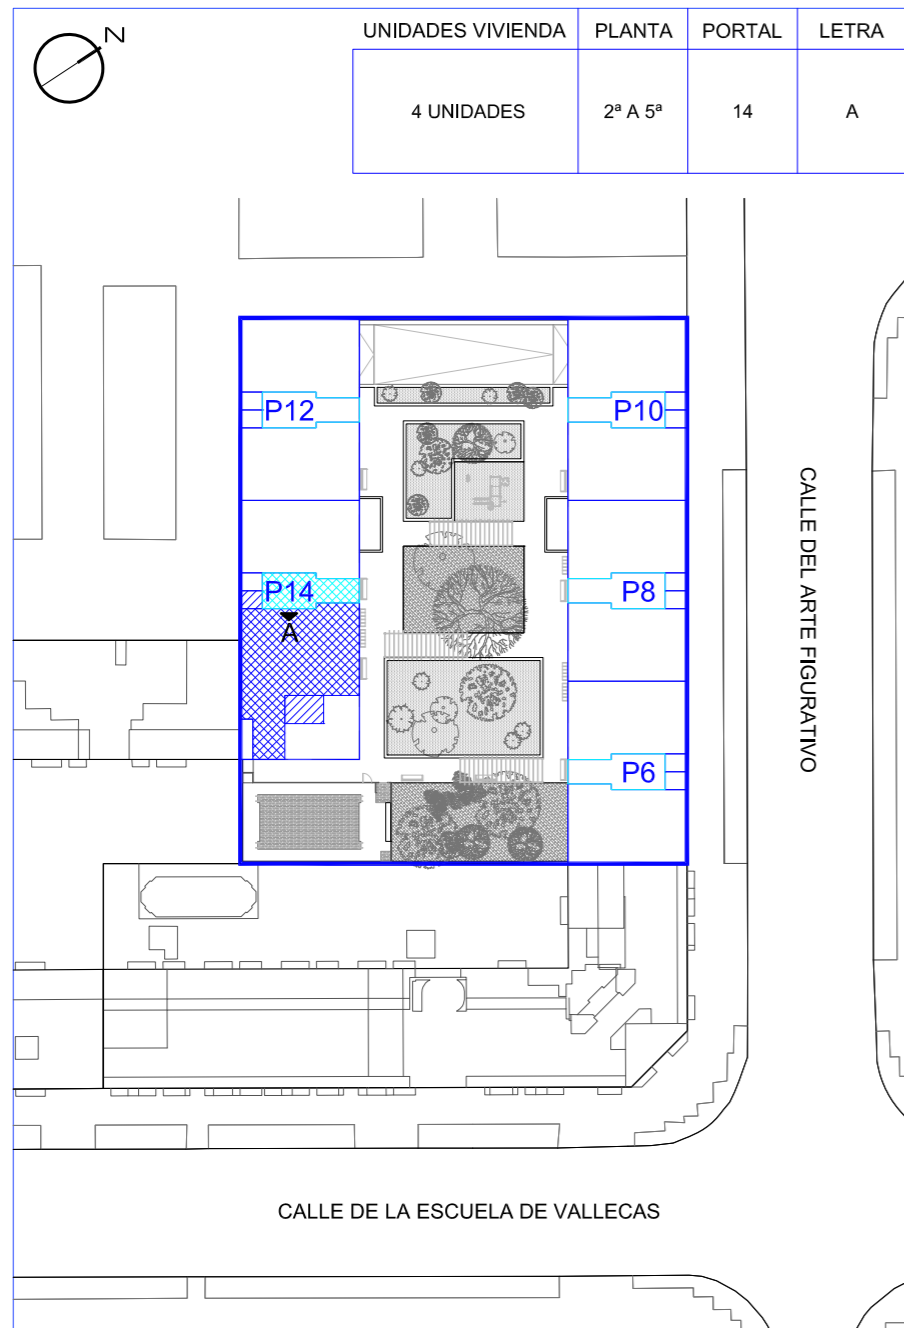 N
UNIDADES VIVIENDA PLANTA PORTAL LETRA
4 UNIDADES 2ª A 5ª 14 A
P12
P10
P14
P8
A
P6
CALLE DEL ARTE FIGURATIVO
CALLE DE LA ESCUELA DE VALLECAS